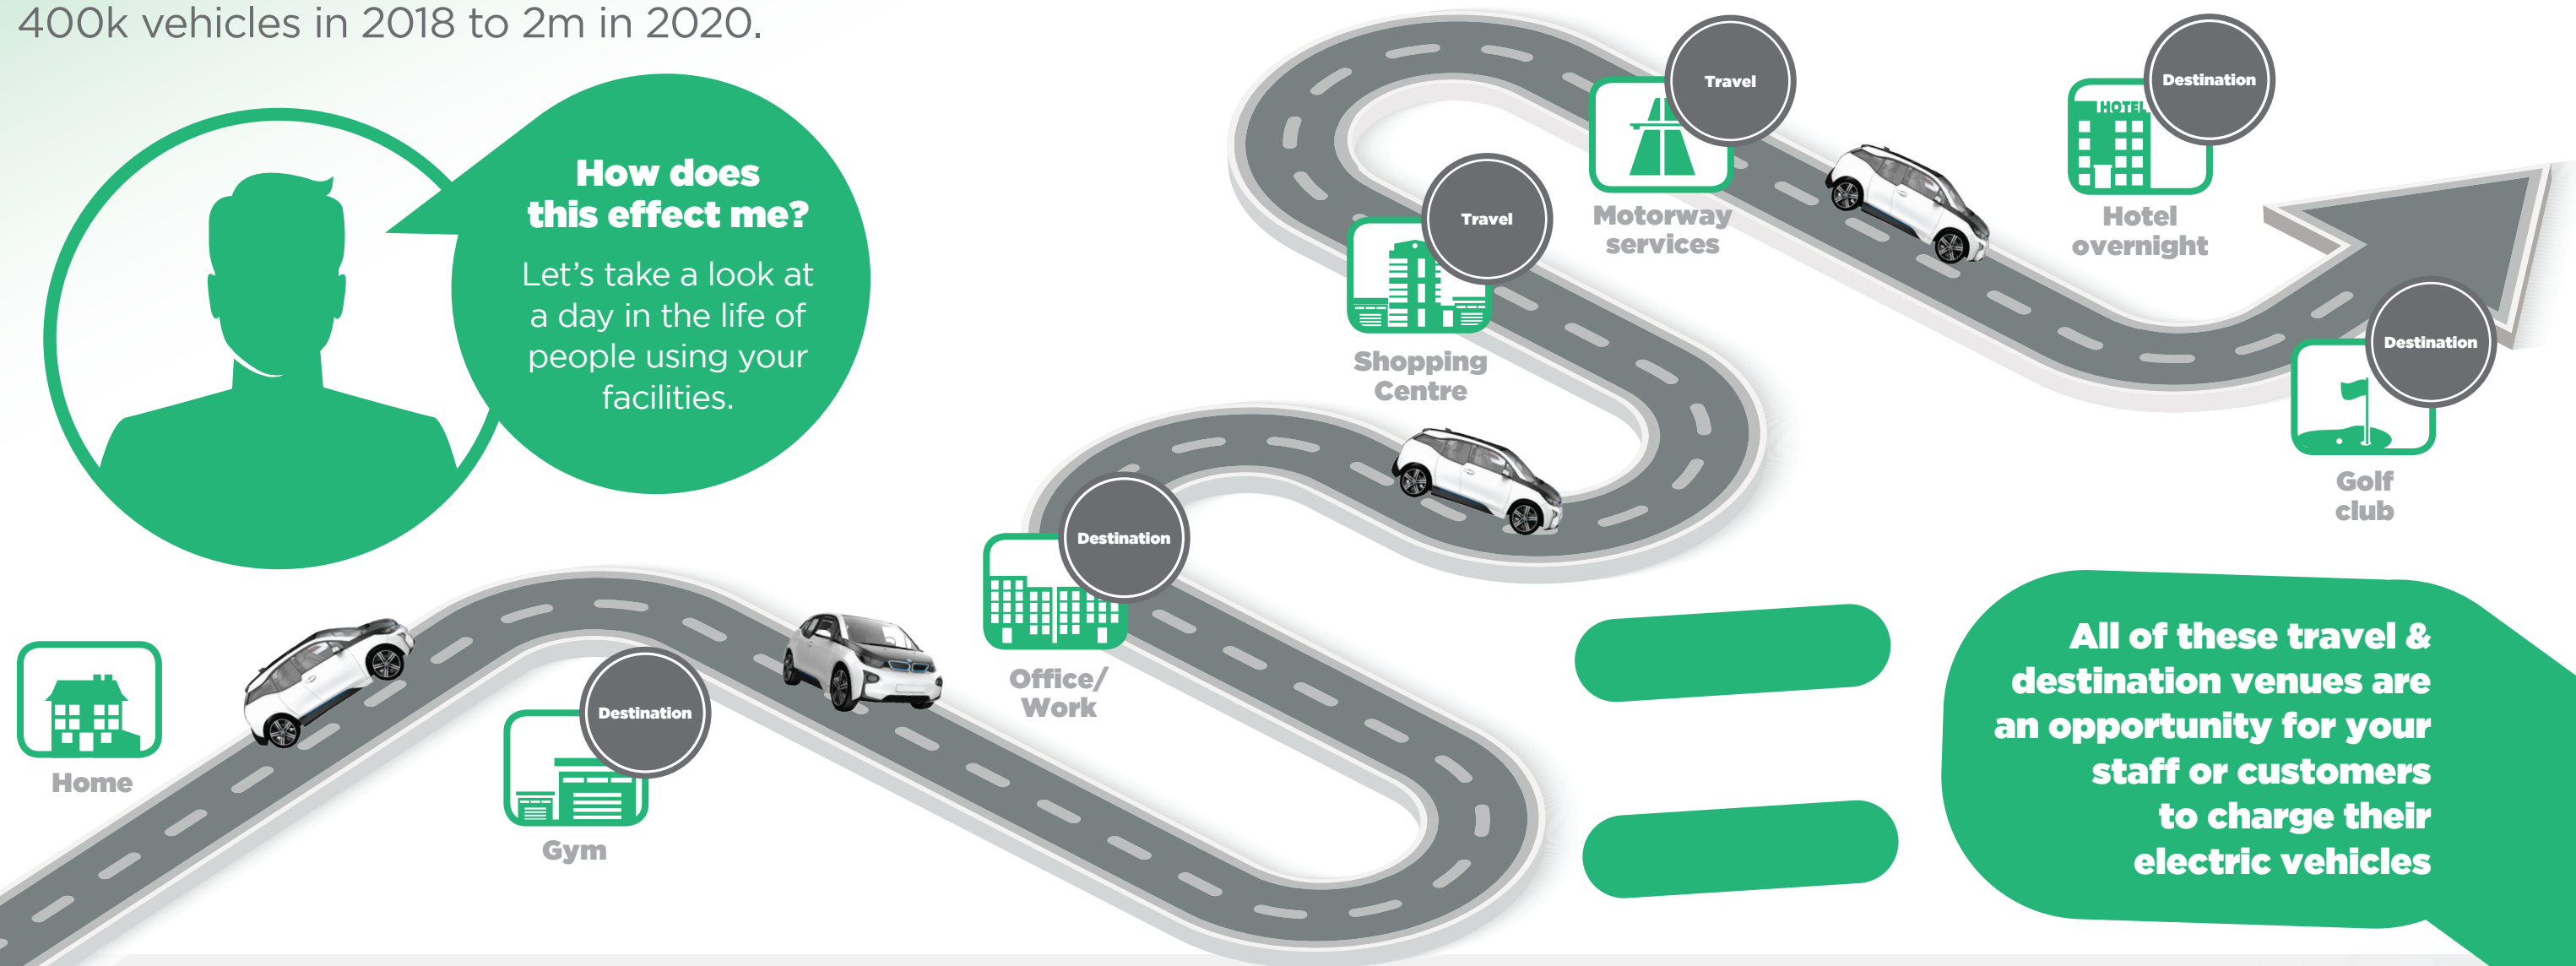 400k vehicles in 2018 to 2m in 2020.
How does
this effect me?
Let's take a look at
a day in the life of
people using your
facilities.
Home
Destination
Gym
Destination
Office/
Work
Travel
Shopping
Centre
Travel
Motorway
services
Destination
HOTEL
Hotel
overnight
Destination
Golf
club
All of these travel &
destination venues are
an opportunity for your
staff or customers
to charge their
electric vehicles